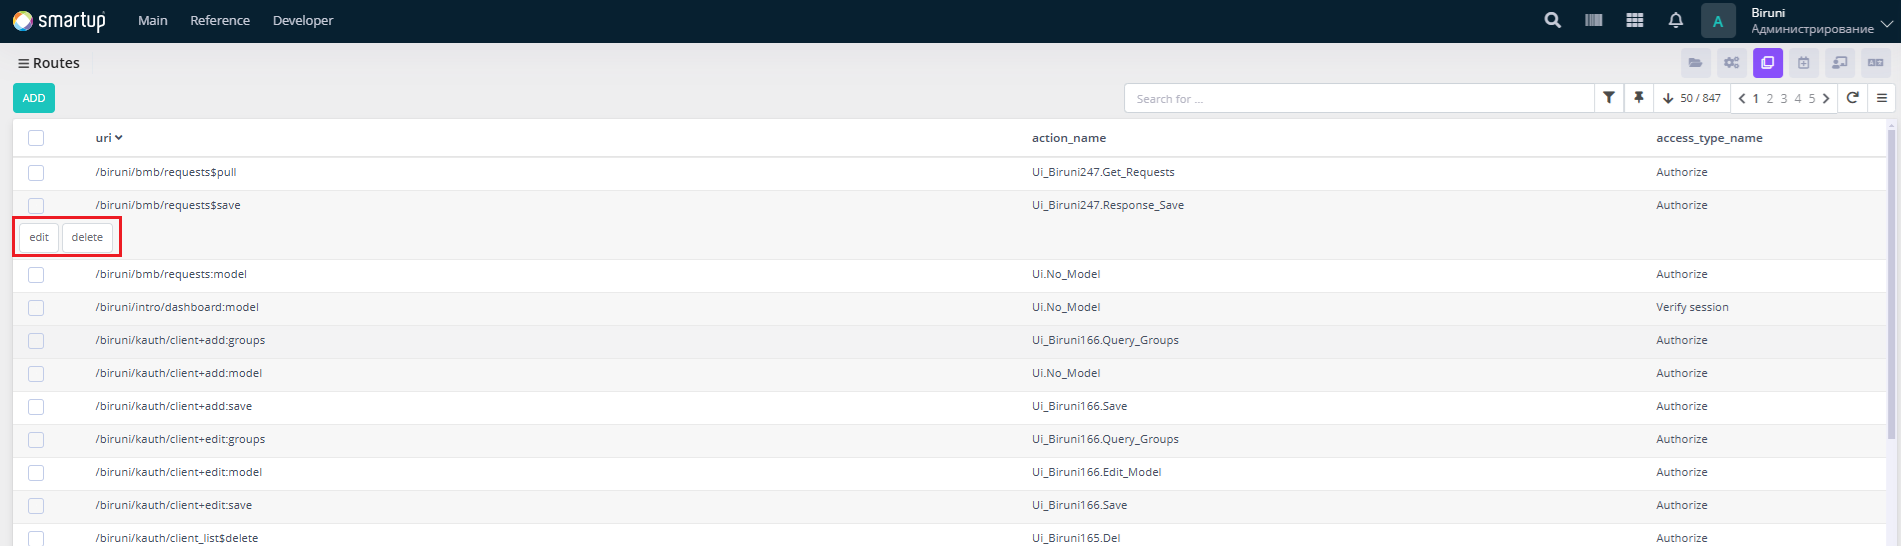 smartup Main Reference Developer A Biruni
Администрирование
Routes
ADD Search for ... 50 / 847 1 2 3 4 5
uri action_name access_type_name
/biruni/bmb/requests$pull Ui_Biruni247.Get_Requests Authorize
/biruni/bmb/requests$save Ui_Biruni247.Response_Save Authorize
edit delete
/biruni/bmb/requests:model Ui.No_Model Authorize
/biruni/intro/dashboard:model Ui.No_Model Verify session
/biruni/kauth/client+add:groups Ui_Biruni166.Query_Groups Authorize
/biruni/kauth/client+add:model Ui.No_Model Authorize
/biruni/kauth/client+add:save Ui_Biruni166.Save Authorize
/biruni/kauth/client+edit:groups Ui_Biruni166.Query_Groups Authorize
/biruni/kauth/client+edit:model Ui_Biruni166.Edit_Model Authorize
/biruni/kauth/client+edit:save Ui_Biruni166.Save Authorize
/biruni/kauth/client_list$delete Ui_Biruni165.Del Authorize